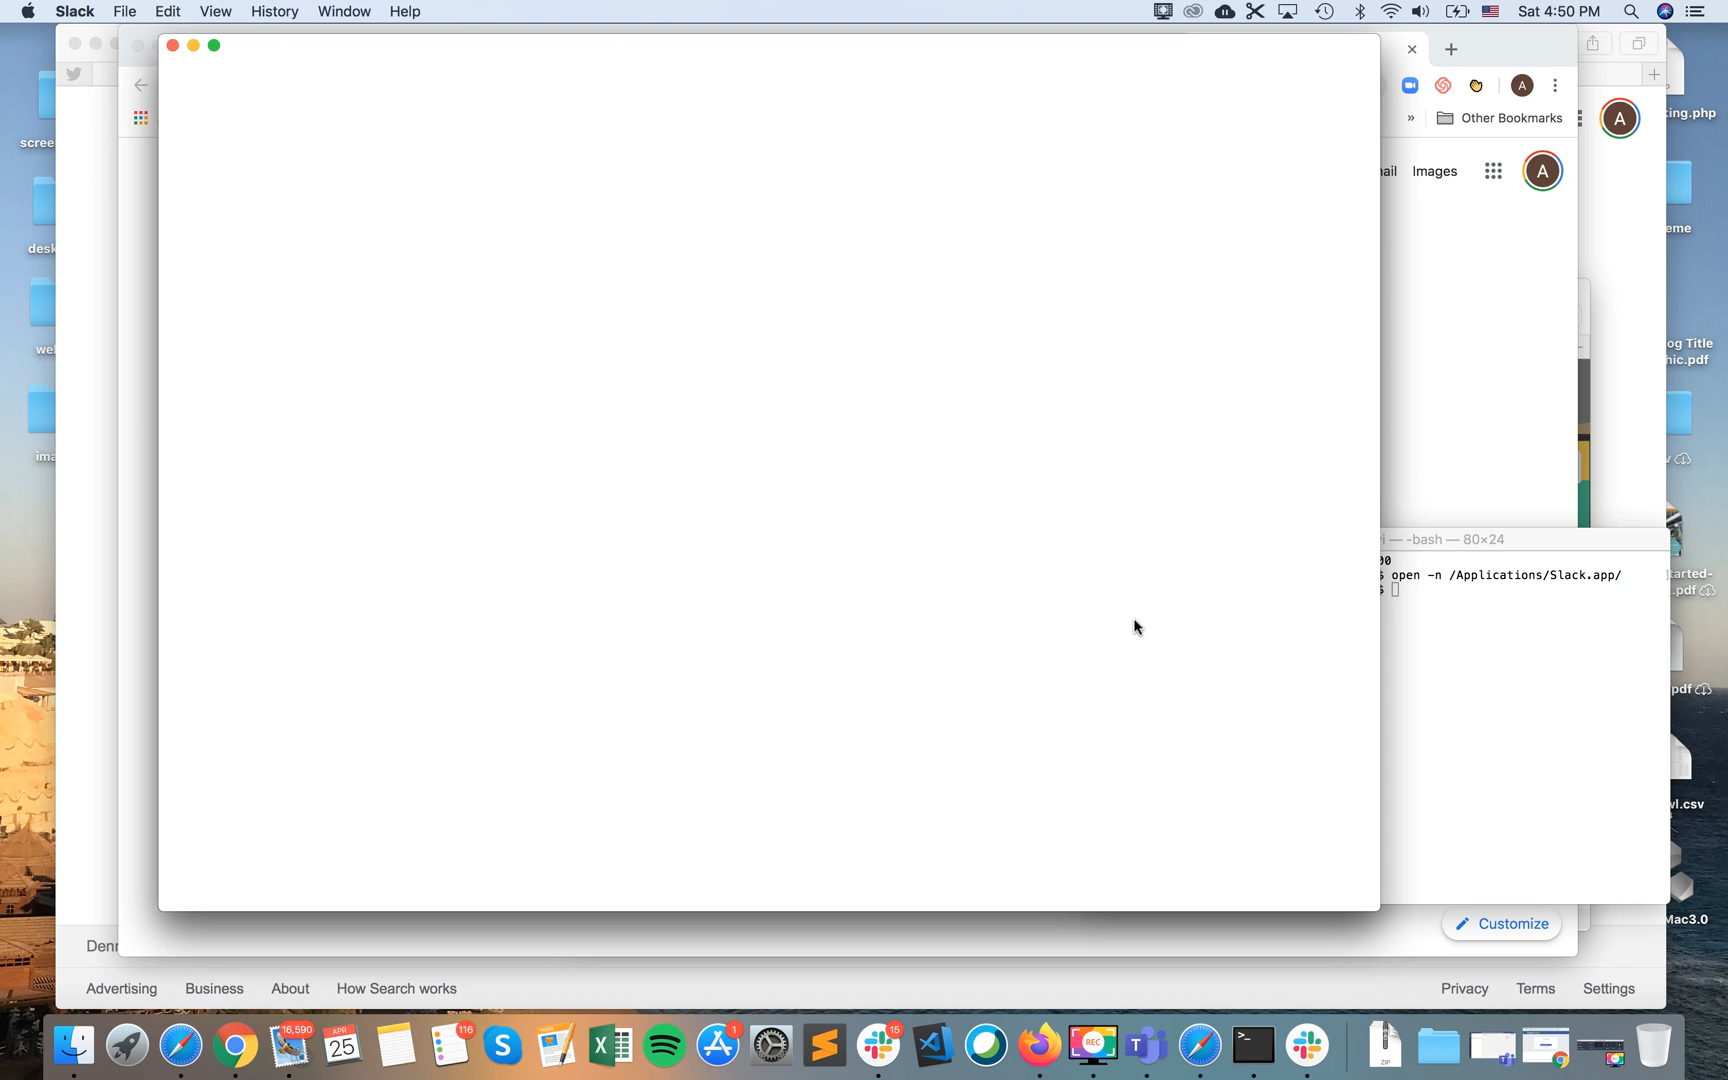 Slack File Edit View History Window Help
Sat 4:50 PM
A
Other Bookmarks
A
Images
A
scree
desk
we
ima
ing.php
eme
og Title
hic.pdf
-bash — 80×24
00
$ open -n /Applications/Slack.app/
$
arted-
.pdf
pdf
wl.csv
Mac3.0
Customize
Denr
Advertising Business About How Search works
Privacy Terms Settings
16,590
APR
25
116
1
15
REC
ZIP